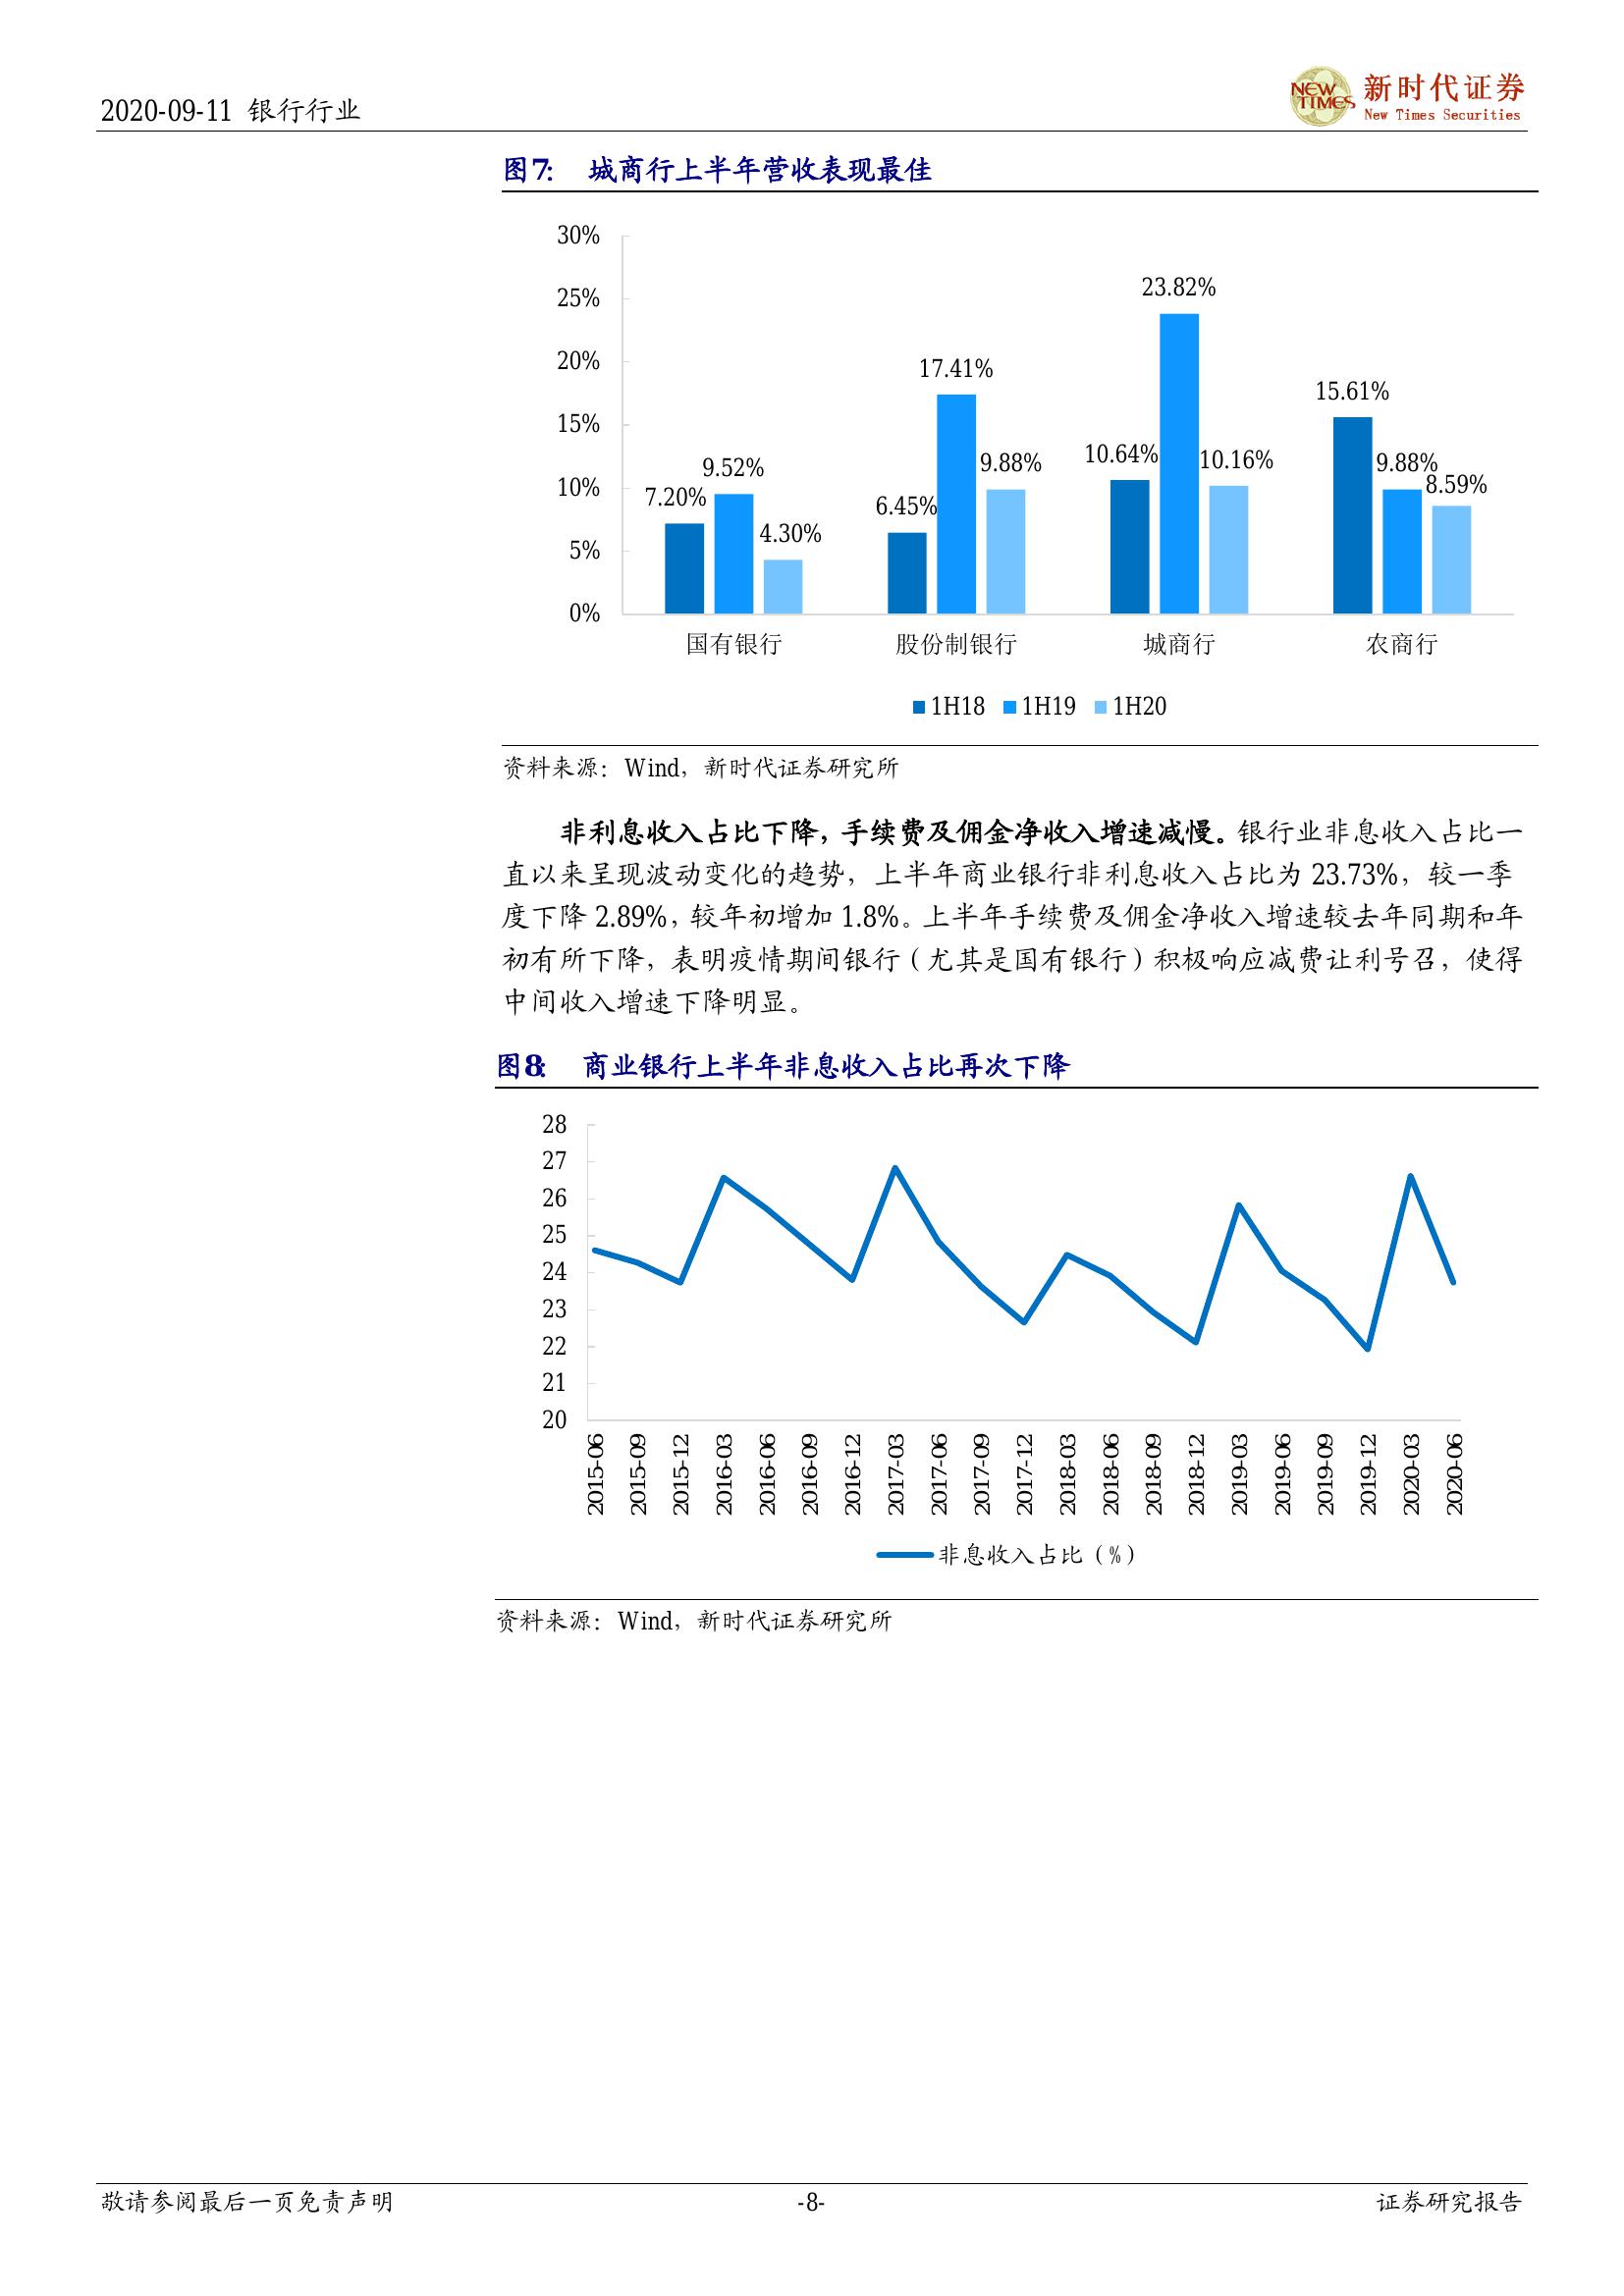 2020-09-11 银行行业
NEW TIMES 新时代证券
New Times Securities
图7： 城商行上半年营收表现最佳
30%
25%
20%
15%
10%
5%
0%
7.20% 9.52% 4.30%
6.45% 17.41% 9.88%
10.64% 23.82% 10.16%
15.61% 9.88% 8.59%
国有银行 股份制银行 城商行 农商行
1H18 1H19 1H20
资料来源：Wind，新时代证券研究所
非利息收入占比下降，手续费及佣金净收入增速减慢。银行业非息收入占比一
直以来呈现波动变化的趋势，上半年商业银行非利息收入占比为 23.73%，较一季
度下降 2.89%，较年初增加 1.8%。上半年手续费及佣金净收入增速较去年同期和年
初有所下降，表明疫情期间银行（尤其是国有银行）积极响应减费让利号召，使得
中间收入增速下降明显。
图8： 商业银行上半年非息收入占比再次下降
28
27
26
25
24
23
22
21
20
2015-06 2015-09 2015-12 2016-03 2016-06 2016-09 2016-12 2017-03 2017-06 2017-09 2017-12 2018-03 2018-06 2018-09 2018-12 2019-03 2019-06 2019-09 2019-12 2020-03 2020-06
非息收入占比（%）
资料来源：Wind，新时代证券研究所
敬请参阅最后一页免责声明 -8- 证券研究报告